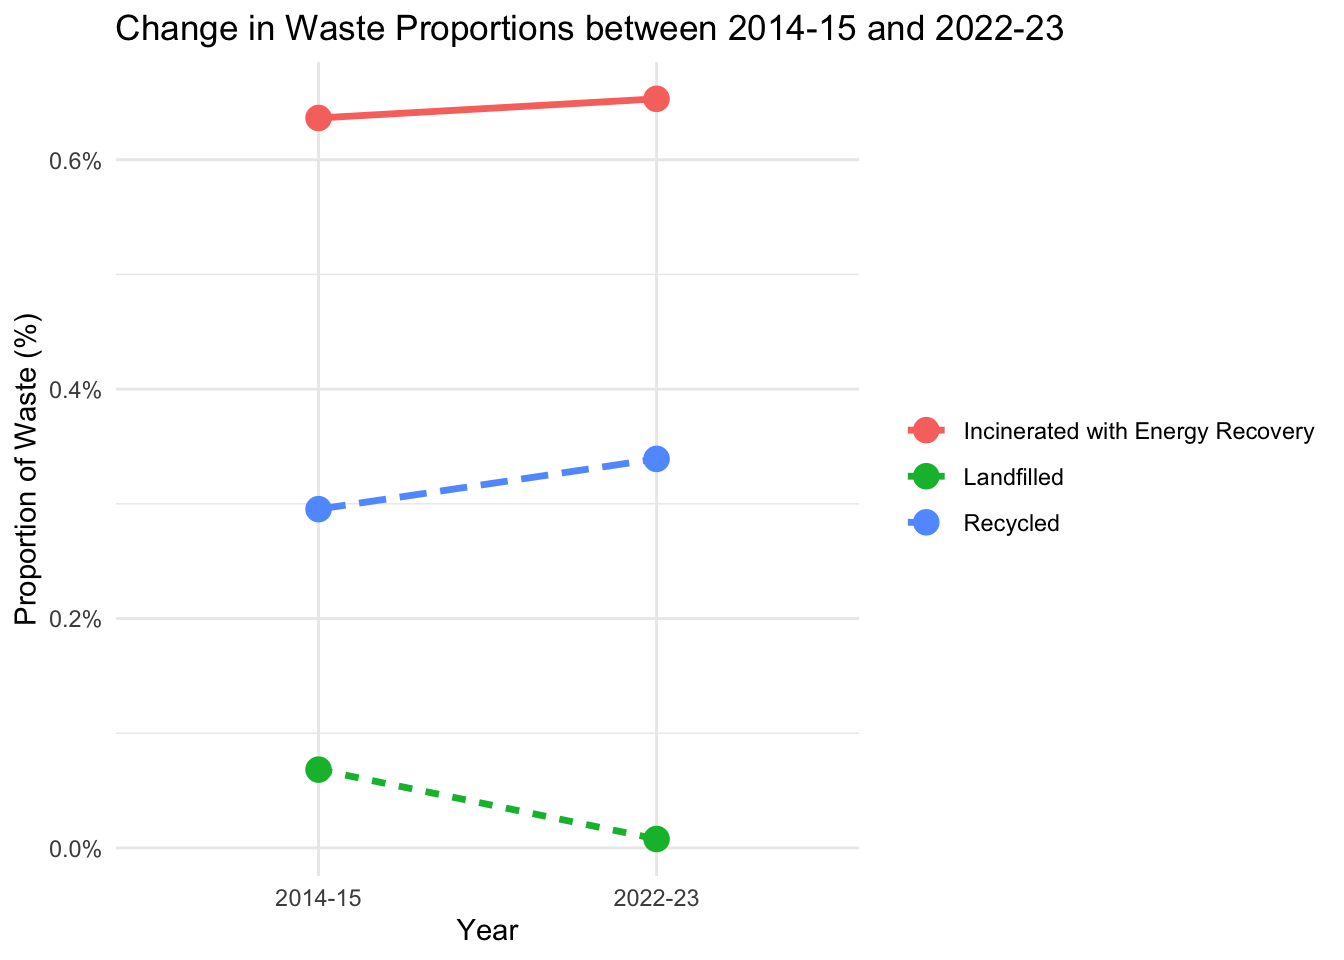 Change in Waste Proportions between 2014-15 and 2022-23
Proportion of Waste (%)
0.6%
0.4%
0.2%
0.0%
2014-15
2022-23
Year
Incinerated with Energy Recovery
Landfilled
Recycled